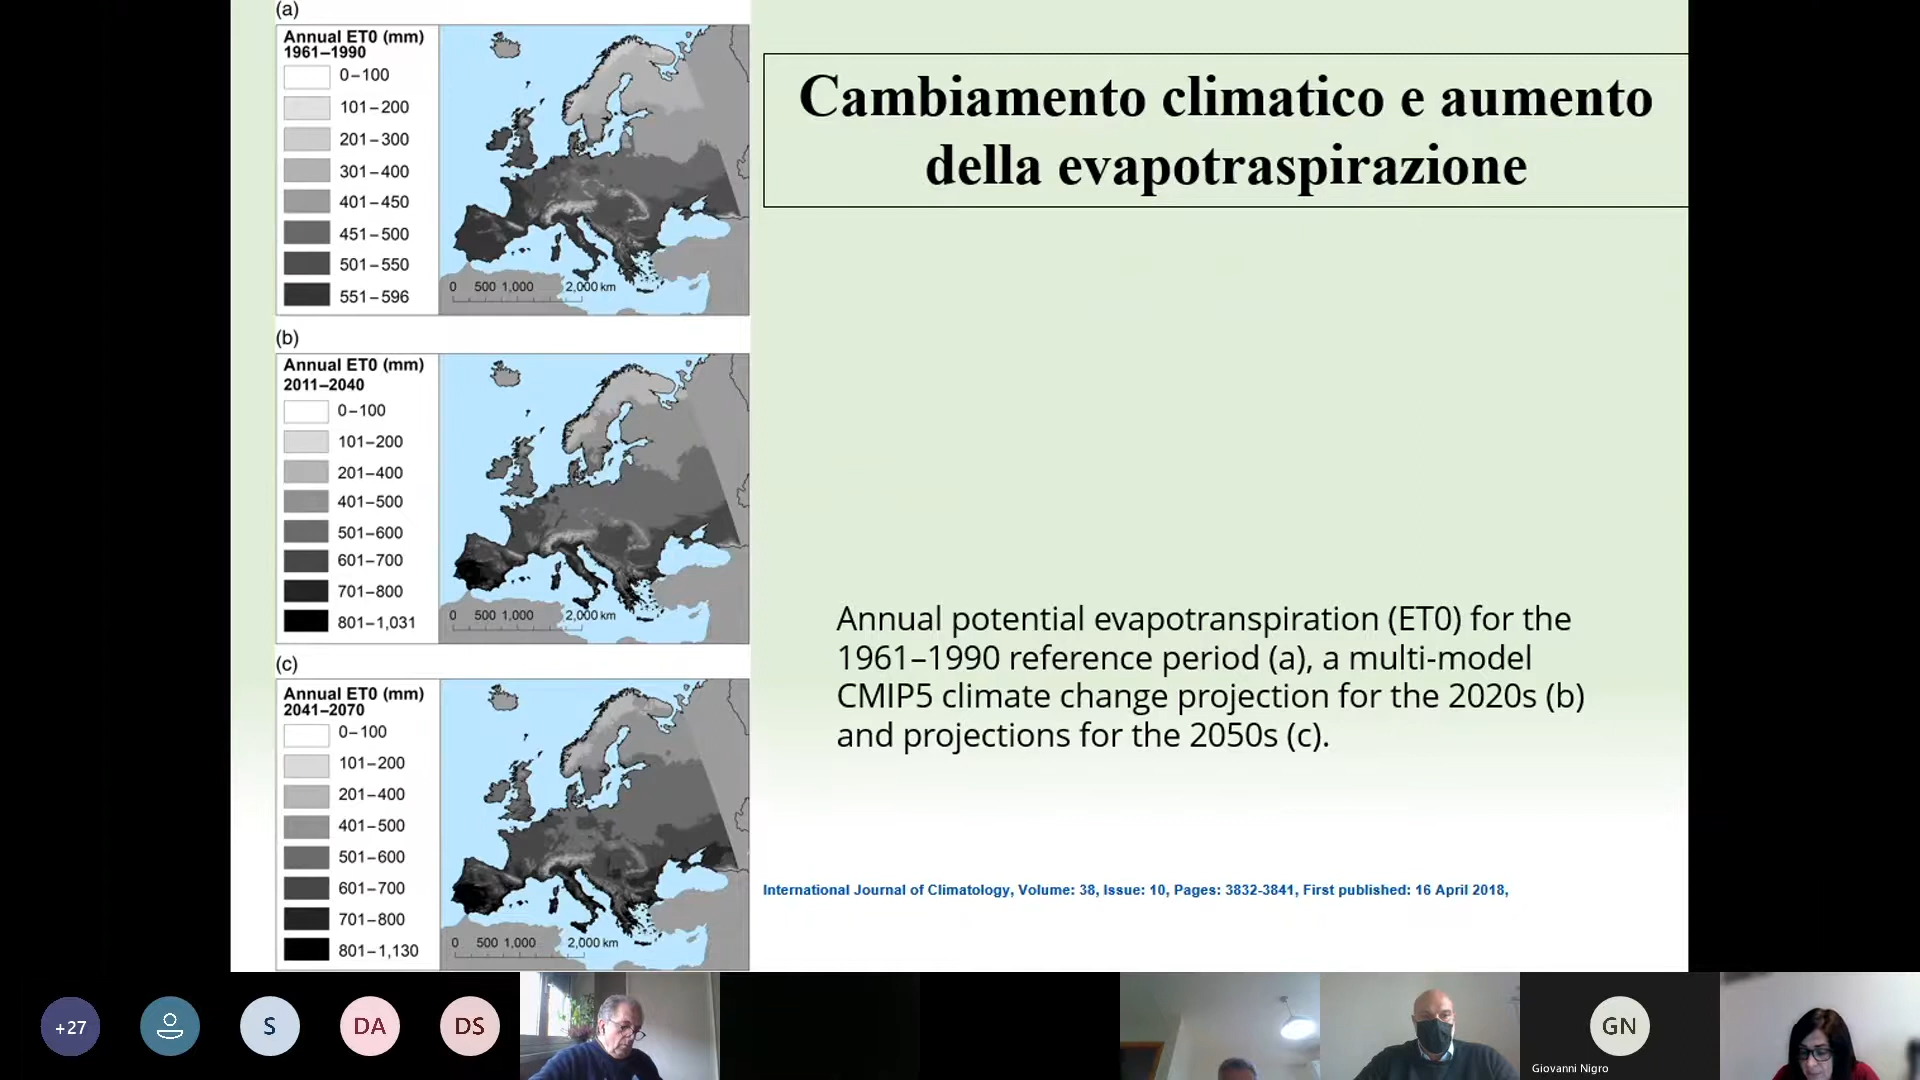 (a)
Annual ET0 (mm)
1961–1990
0–100
101–200
201–300
301–400
401–450
451–500
501–550
551–596
0 500 1,000 2,000 km
(b)
Annual ET0 (mm)
2011–2040
0–100
101–200
201–400
401–500
501–600
601–700
701–800
801–1,031
0 500 1,000 2,000 km
(c)
Annual ET0 (mm)
2041–2070
0–100
101–200
201–400
401–500
501–600
601–700
701–800
801–1,130
0 500 1,000 2,000 km
Cambiamento climatico e aumento
della evapotraspirazione
Annual potential evapotranspiration (ET0) for the
1961–1990 reference period (a), a multi-model
CMIP5 climate change projection for the 2020s (b)
and projections for the 2050s (c).
International Journal of Climatology, Volume: 38, Issue: 10, Pages: 3832-3841, First published: 16 April 2018,
+27
S
DA
DS
GN
Giovanni Nigro